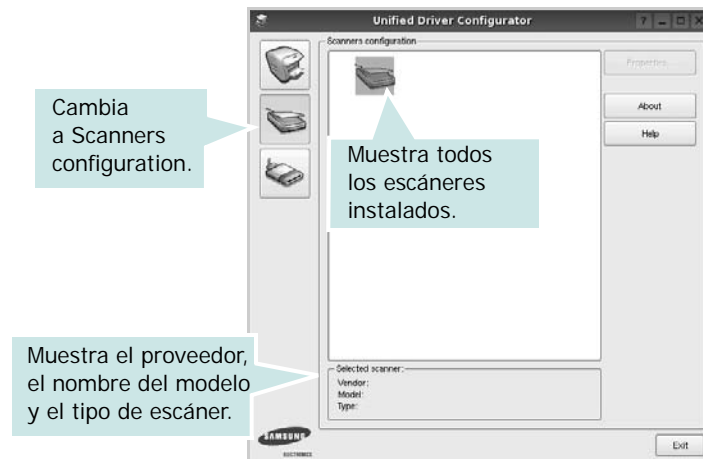 Unified Driver Configurator
Scanners configuration
Properties...
About
Help
Cambia
a Scanners
configuration.
Muestra todos
los escáneres
instalados.
Muestra el proveedor,
el nombre del modelo
y el tipo de escáner.
Selected scanner:
Vendor:
Model:
Type:
SAMSUNG
ELECTRONICS
Exit